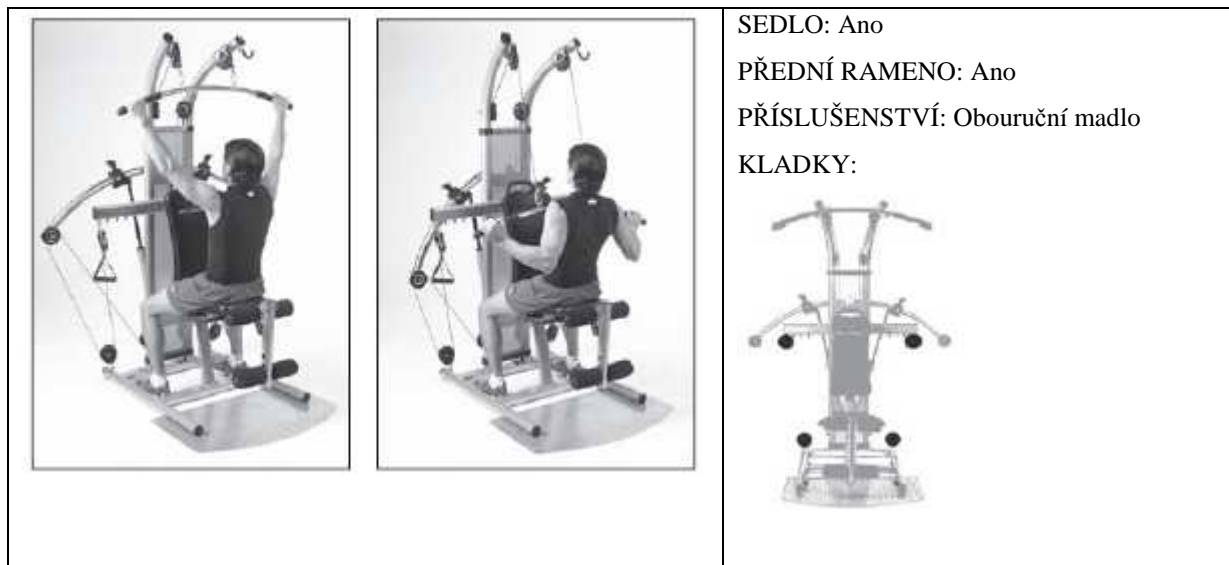 SEDLO: Ano
PŘEDNÍ RAMENO: Ano
PŘÍSLUŠENSTVÍ: Obouruční madlo
KLADKY: